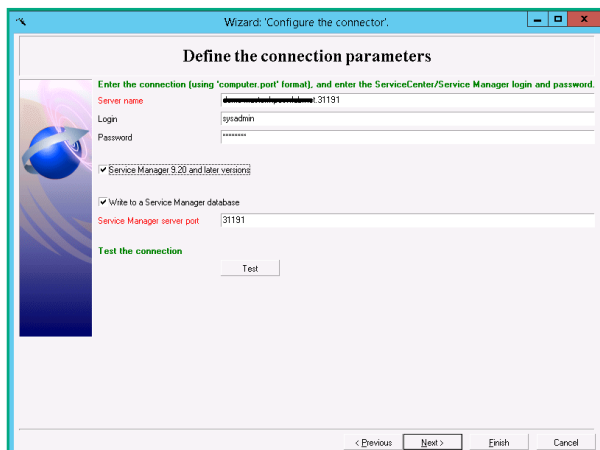 Wizard: 'Configure the connector'.
Define the connection parameters
Enter the connection (using 'computer.port' format), and enter the ServiceCenter/Service Manager login and password.
Server name .31191
Login sysadmin
Password ********
Service Manager 9.20 and later versions
Write to a Service Manager database
Service Manager server port 31191
Test the connection
Test
< Previous Next > Finish Cancel